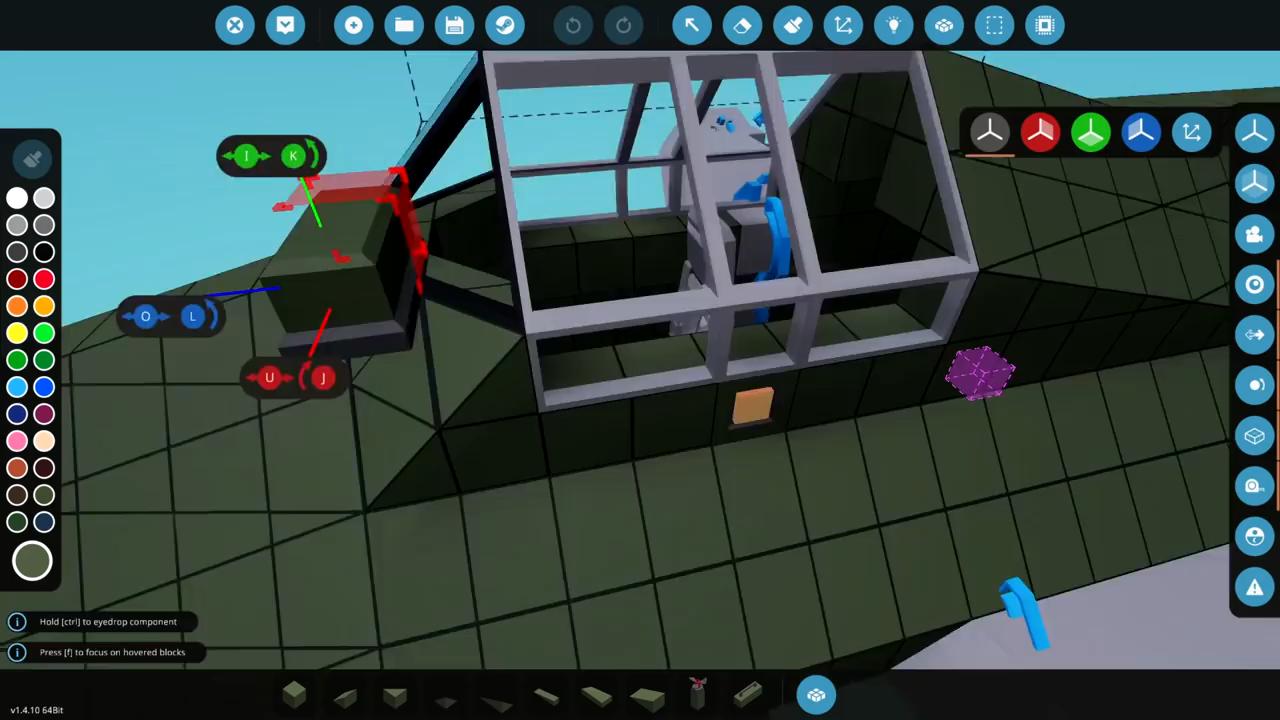 I K
O L
U J
Hold [ctrl] to eyedrop component
Press [f] to focus on hovered blocks
v1.4.10 64Bit